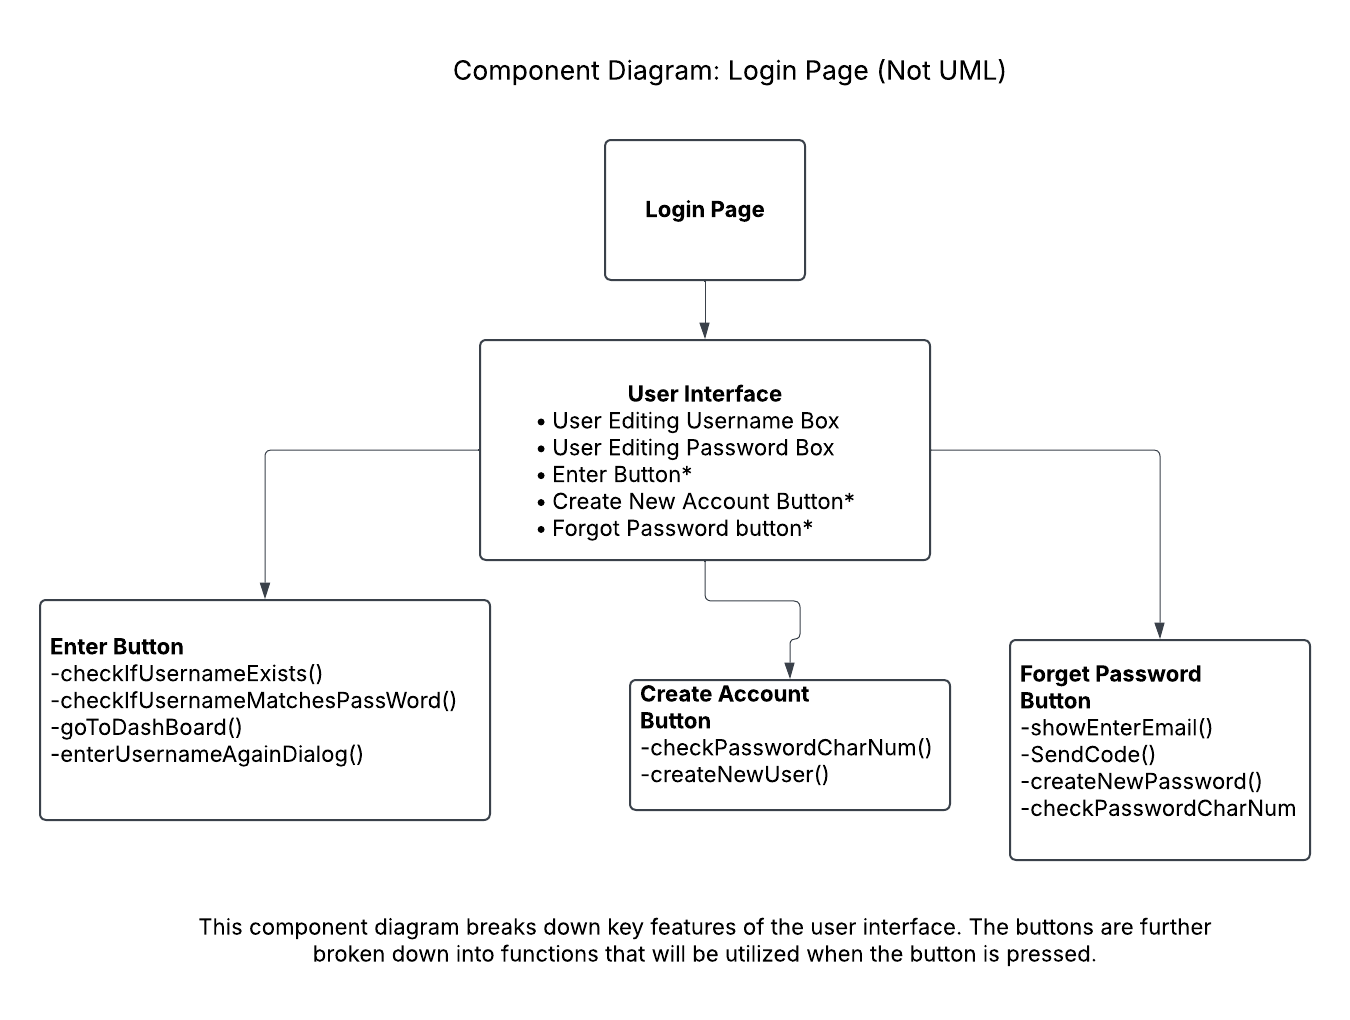 Component Diagram: Login Page (Not UML)
Login Page
User Interface
• User Editing Username Box
• User Editing Password Box
• Enter Button*
• Create New Account Button*
• Forgot Password button*
Enter Button
-checkIfUsernameExists()
-checkIfUsernameMatchesPassWord()
-goToDashBoard()
-enterUsernameAgainDialog()
Create Account
Button
-checkPasswordCharNum()
-createNewUser()
Forget Password
Button
-showEnterEmail()
-SendCode()
-createNewPassword()
-checkPasswordCharNum
This component diagram breaks down key features of the user interface. The buttons are further
broken down into functions that will be utilized when the button is pressed.